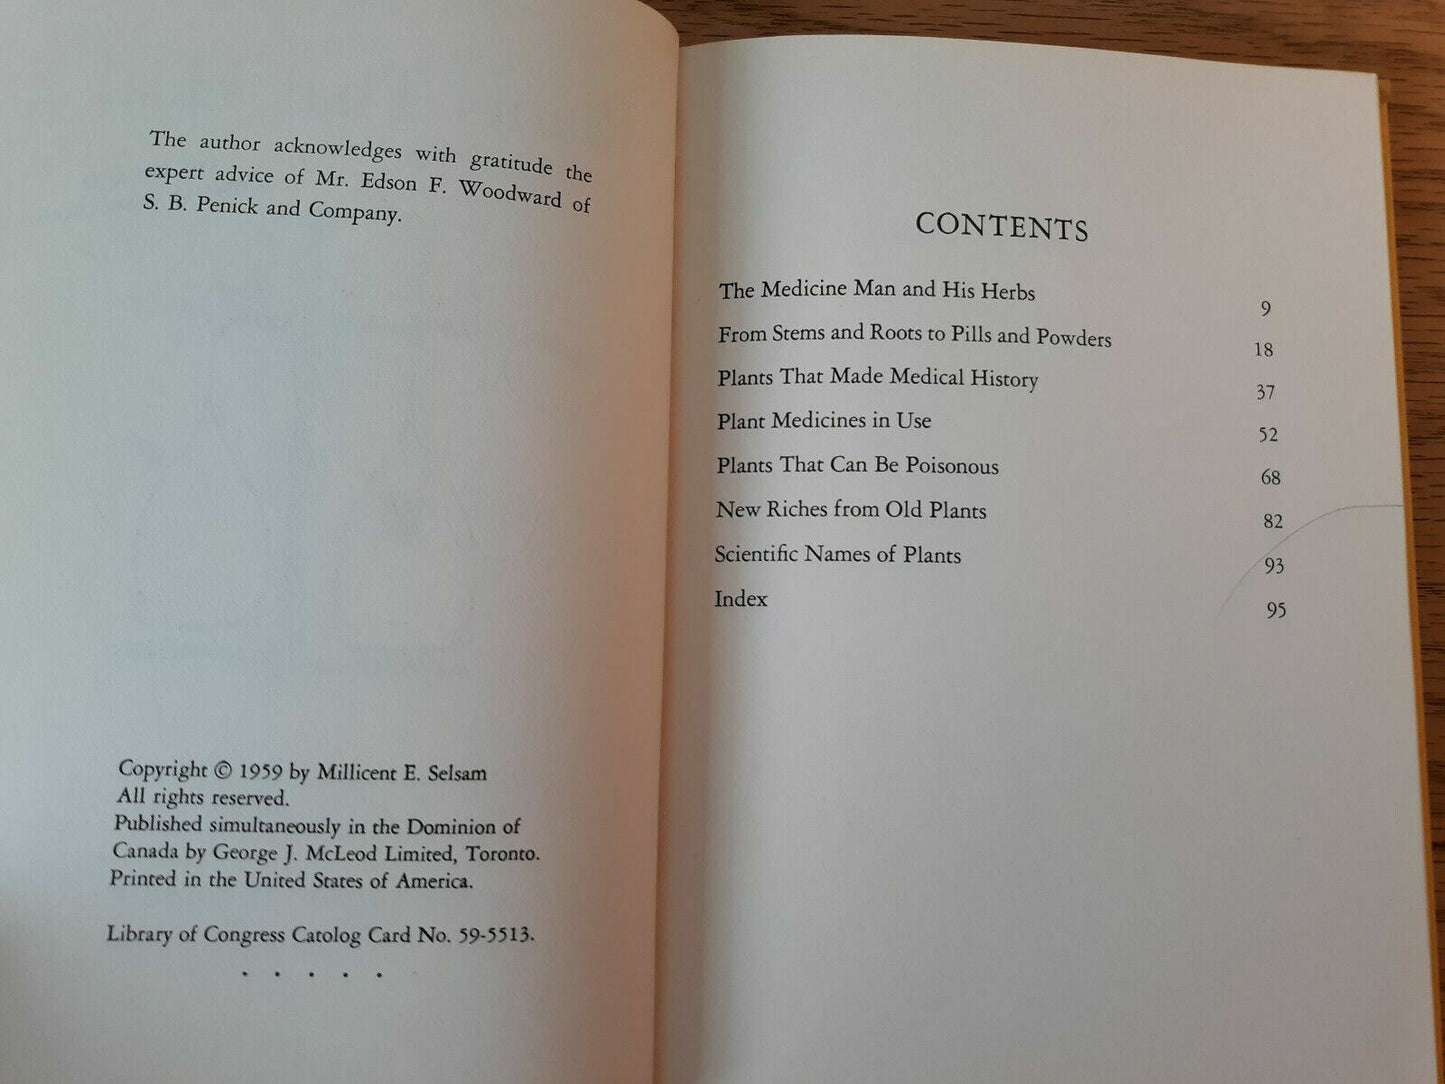 The author acknowledges with gratitude the
expert advice of Mr. Edson F. Woodward of
S. B. Penick and Company.
Copyright © 1959 by Millicent E. Selsam
All rights reserved.
Published simultaneously in the Dominion of
Canada by George J. McLeod Limited, Toronto.
Printed in the United States of America.
Library of Congress Catolog Card No. 59-5513.
. . . . .
CONTENTS
The Medicine Man and His Herbs 9
From Stems and Roots to Pills and Powders 18
Plants That Made Medical History 37
Plant Medicines in Use 52
Plants That Can Be Poisonous 68
New Riches from Old Plants 82
Scientific Names of Plants 93
Index 95